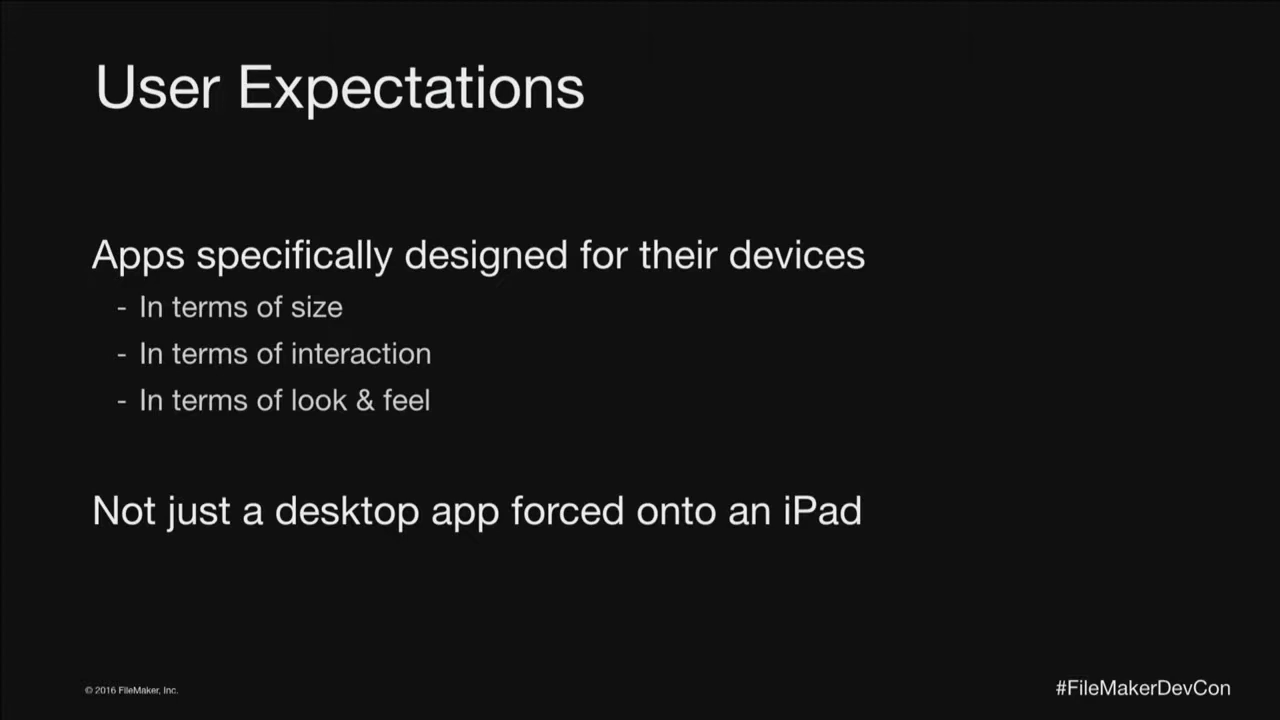 User Expectations
Apps specifically designed for their devices
- In terms of size
- In terms of interaction
- In terms of look & feel
Not just a desktop app forced onto an iPad
© 2016 FileMaker, Inc.
#FileMakerDevCon